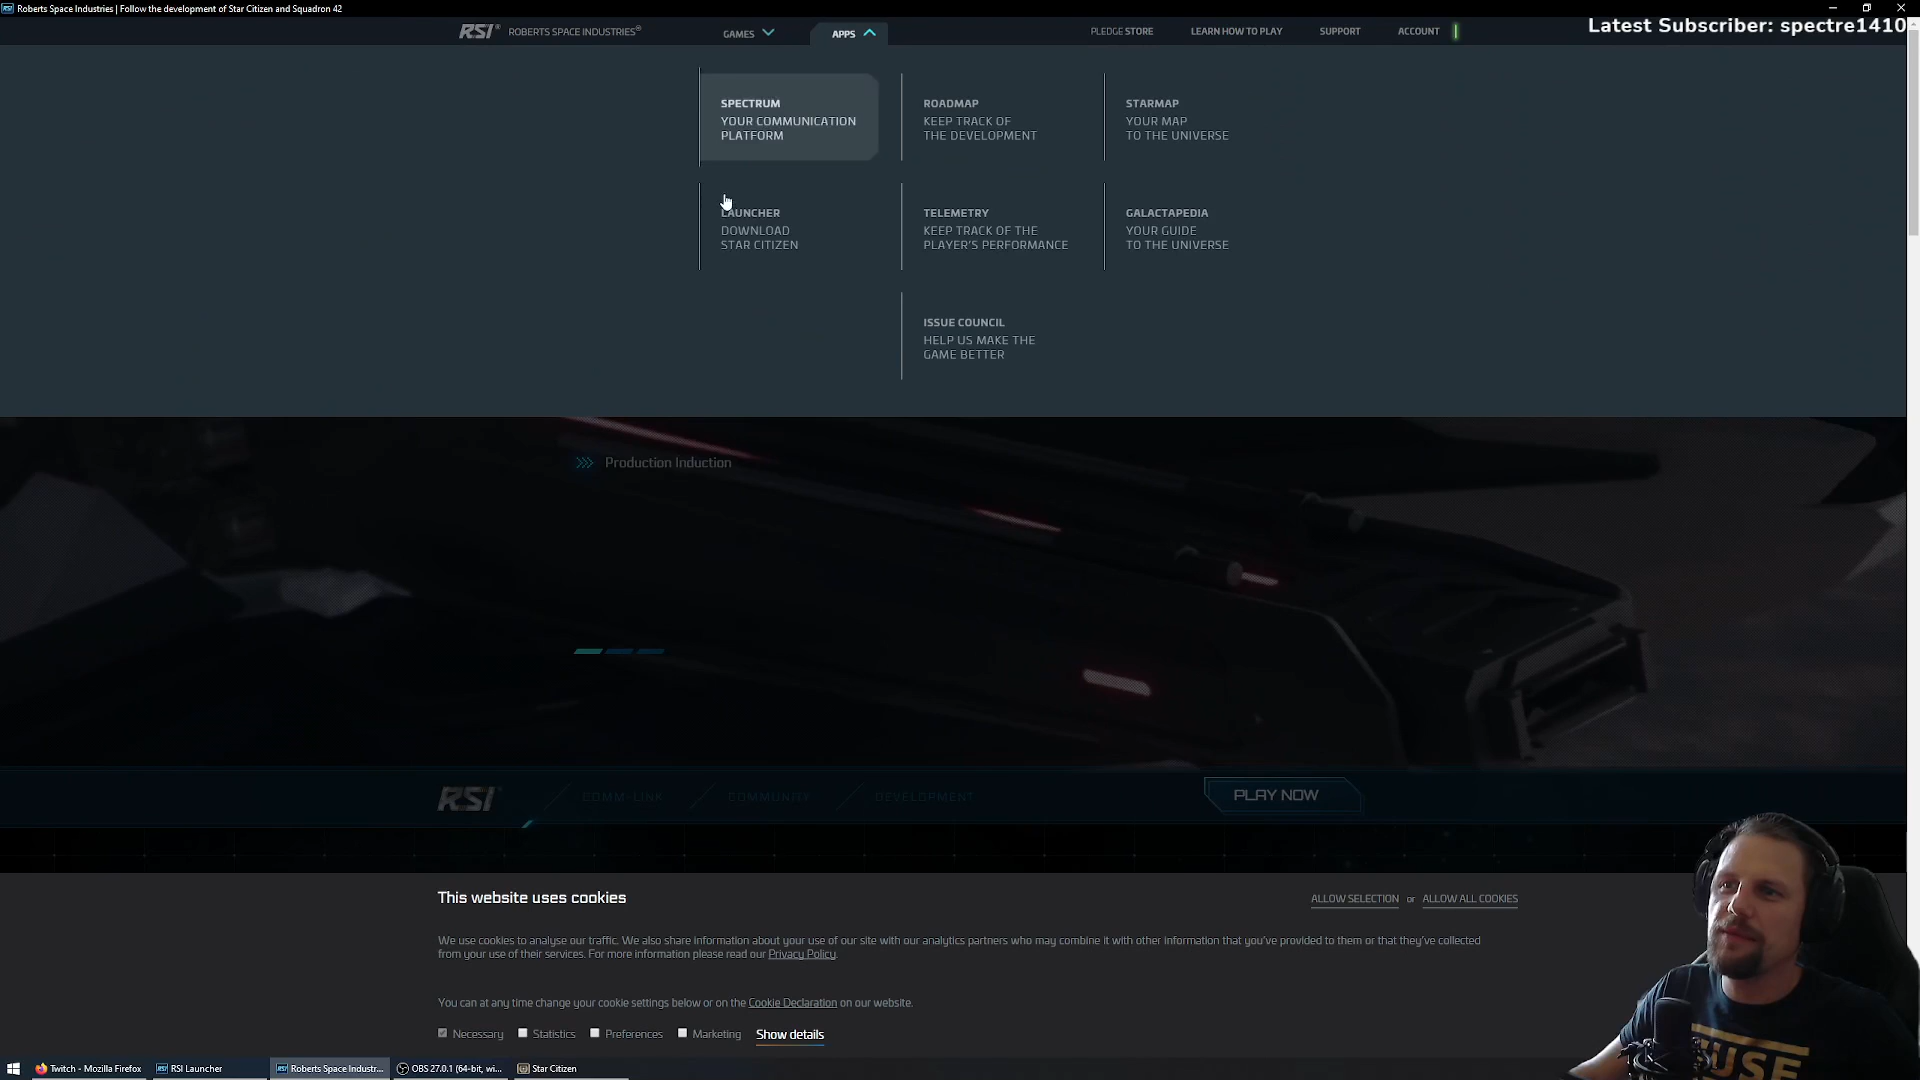 Roberts Space Industries | Follow the development of Star Citizen and Squadron 42
RSI® ROBERTS SPACE INDUSTRIES® GAMES APPS PLEDGE STORE LEARN HOW TO PLAY SUPPORT ACCOUNT
Latest Subscriber: spectre1410
SPECTRUM
YOUR COMMUNICATION
PLATFORM
ROADMAP
KEEP TRACK OF
THE DEVELOPMENT
STARMAP
YOUR MAP
TO THE UNIVERSE
LAUNCHER
DOWNLOAD
STAR CITIZEN
TELEMETRY
KEEP TRACK OF THE
PLAYER'S PERFORMANCE
GALACTAPEDIA
YOUR GUIDE
TO THE UNIVERSE
ISSUE COUNCIL
HELP US MAKE THE
GAME BETTER
Production Induction
RSI COMM-LINK COMMUNITY DEVELOPMENT PLAY NOW
This website uses cookies
ALLOW SELECTION or ALLOW ALL COOKIES
We use cookies to analyse our traffic. We also share information about your use of our site with our analytics partners who may combine it with other information that you've provided to them or that they've collected
from your use of their services. For more information please read our Privacy Policy.
You can at any time change your cookie settings below or on the Cookie Declaration on our website.
Necessary Statistics Preferences Marketing Show details
USE
Twitch - Mozilla Firefox RSI Launcher Roberts Space Industr... OBS 27.0.1 (64-bit, wi... Star Citizen